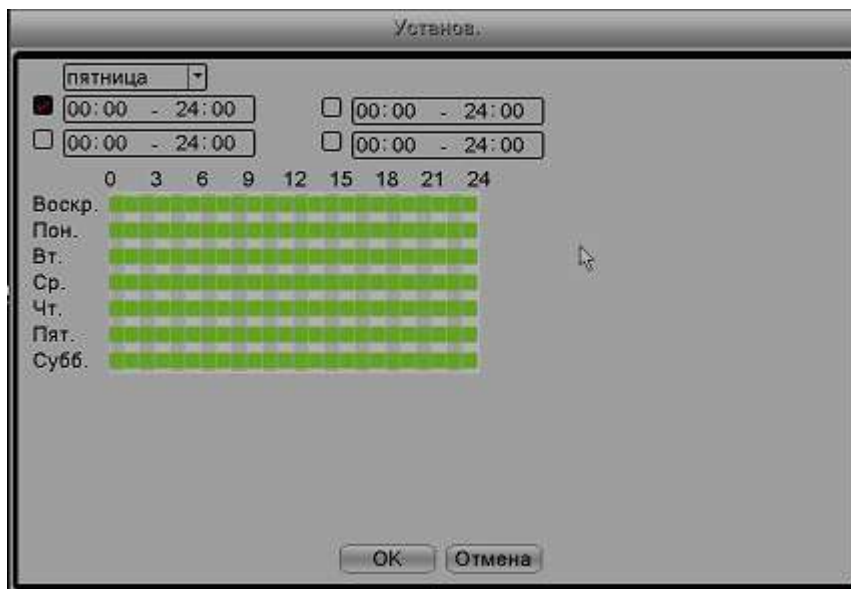 Установ.
пятница
00:00 - 24:00 00:00 - 24:00
00:00 - 24:00 00:00 - 24:00
0 3 6 9 12 15 18 21 24
Воскр.
Пон.
Вт.
Ср.
Чт.
Пят.
Субб.
OK Отмена